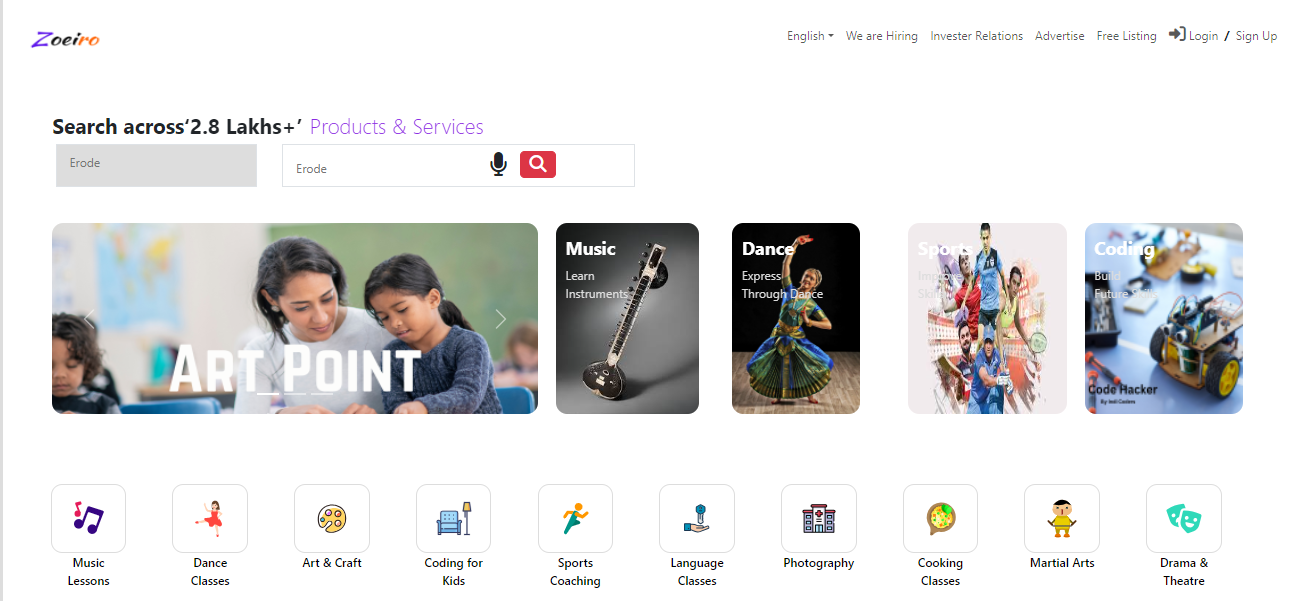 Zoeiro
English We are Hiring Invester Relations Advertise Free Listing Login / Sign Up
Search across‘2.8 Lakhs+’ Products & Services
Erode
Erode
ART POINT
Music
Learn
Instruments
Dance
Express
Through Dance
Sports
Improve
Skills
Coding
Build
Future Skills
Code Hacker
Music
Lessons
Dance
Classes
Art & Craft
Coding for
Kids
Sports
Coaching
Language
Classes
Photography
Cooking
Classes
Martial Arts
Drama &
Theatre